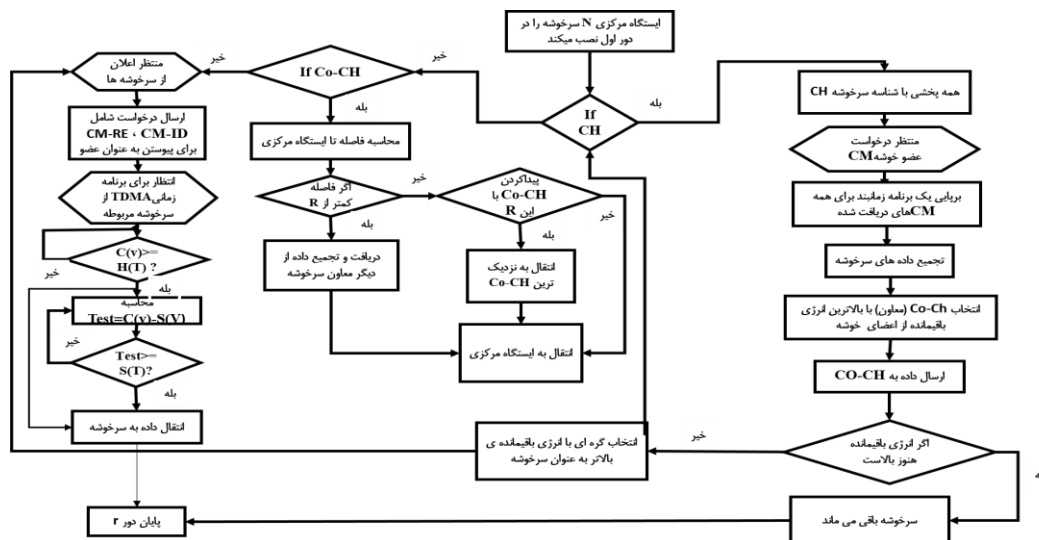 ایستگاه مرکزی N سرخوشه را در
دور اول نصب میکند
If
CH
بله
خیر
همه پخشی با شناسه سرخوشه CH
منتظر درخواست
عضو خوشه CM
برپایی یک برنامه زمانبند برای همه
CMهای دریافت شده
تجمیع داده های سرخوشه
انتخاب Co-Ch (معاون) با بالاترین انرژی
باقیمانده از اعضای خوشه
ارسال داده به CO-CH
اگر انرژی باقیمانده
هنوز بالاست
خیر
له
سرخوشه باقی می ماند
انتخاب گره ای با انرژی باقیمانده ی
بالاتر به عنوان سرخوشه
If Co-CH
خیر
بله
محاسبه فاصله تا ایستگاه مرکزی
اگر فاصله
کمتر از R
خیر
بله
پیداکردن
Co-CH با
این R
خیر
بله
دریافت و تجمیع داده از
دیگر معاون سرخوشه
انتقال به نزدیک
ترین Co-CH
انتقال به ایستگاه مرکزی
منتظر اعلان
از سرخوشه ها
ارسال درخواست شامل
CM-RE ، CM-ID
برای پیوستن به عنوان عضو
انتظار برای برنامه
زمانی TDMA از
سرخوشه مربوطه
C(v)>=
H(T) ?
خیر
بله
محاسبه
Test=C(v)-S(V)
خیر
Test>=
S(T)?
بله
انتقال داده به سرخوشه
پایان دور r